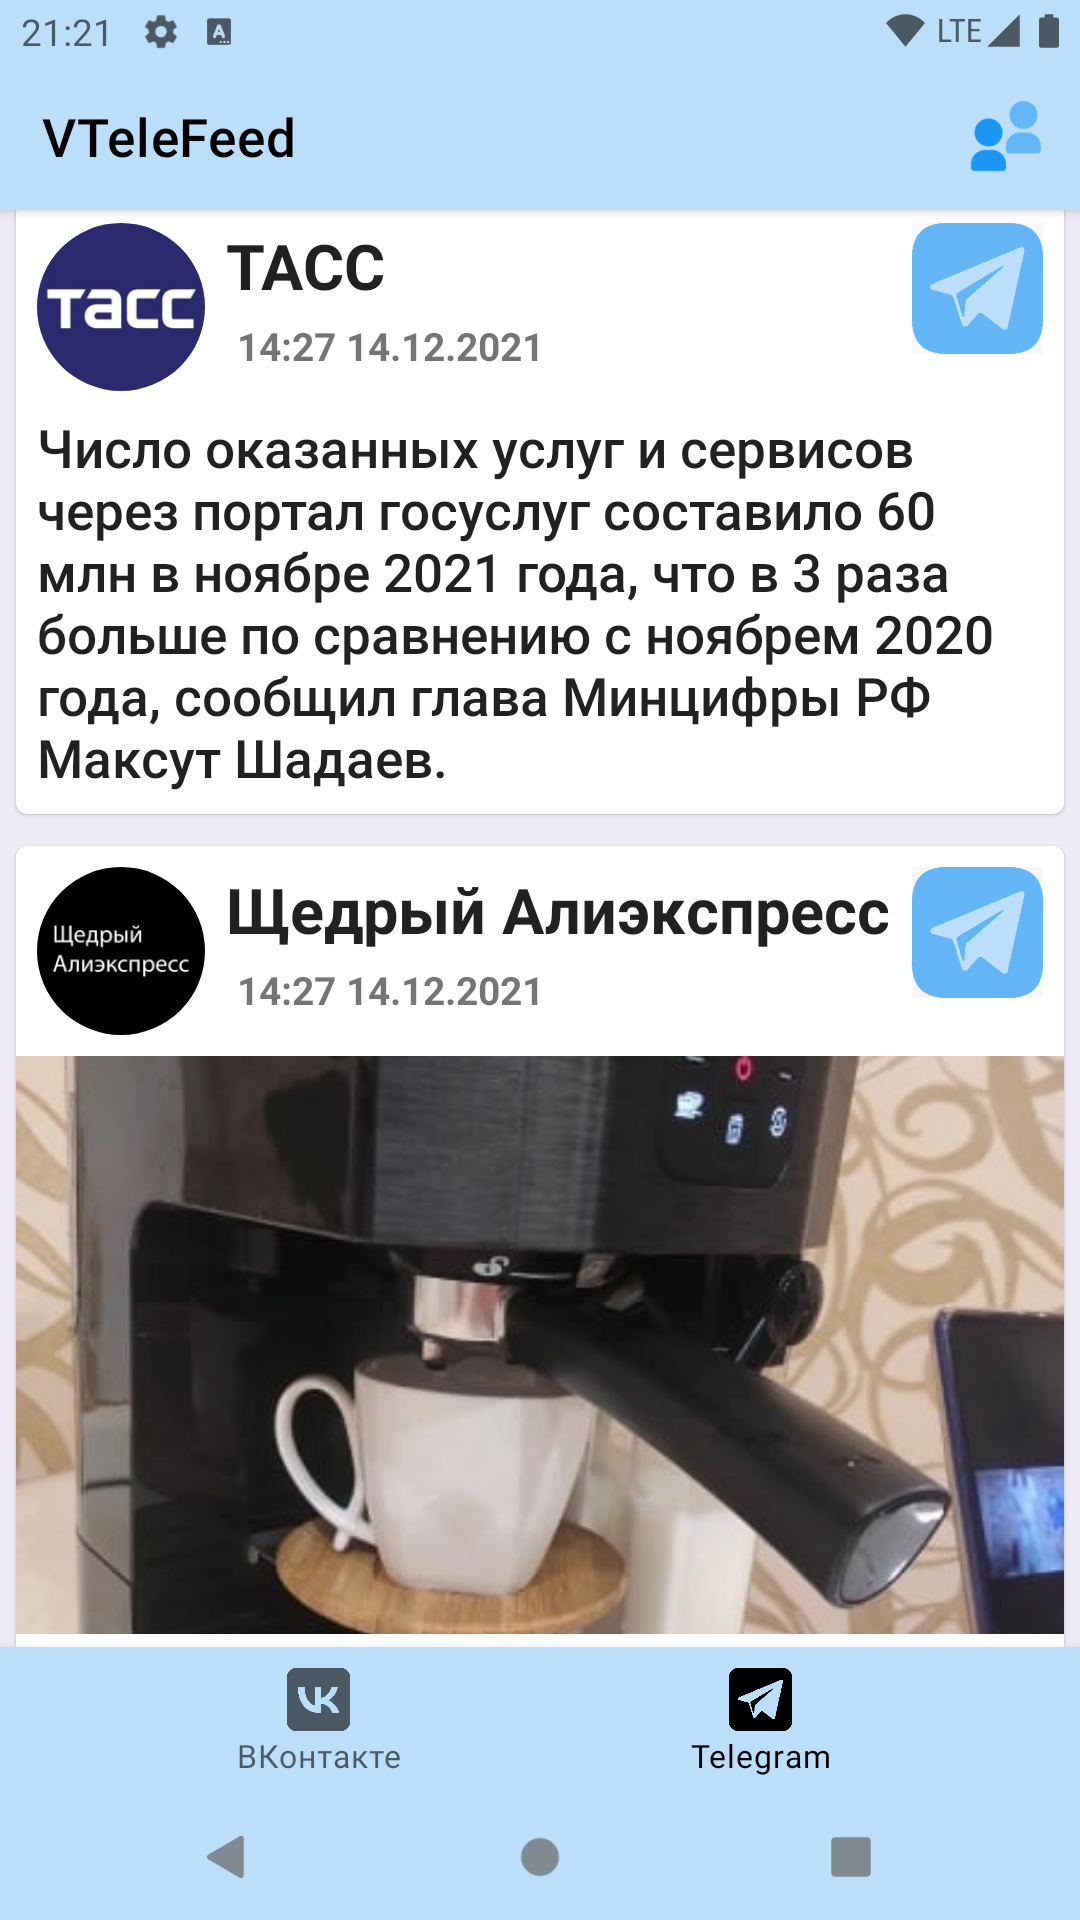 21:21
LTE
VTeleFeed
тасс
ТАСС
14:27 14.12.2021
Число оказанных услуг и сервисов
через портал госуслуг составило 60
млн в ноябре 2021 года, что в 3 раза
больше по сравнению с ноябрем 2020
года, сообщил глава Минцифры РФ
Максут Шадаев.
Щедрый
Алиэкспресс
Щедрый Алиэкспресс
14:27 14.12.2021
ВКонтакте
Telegram